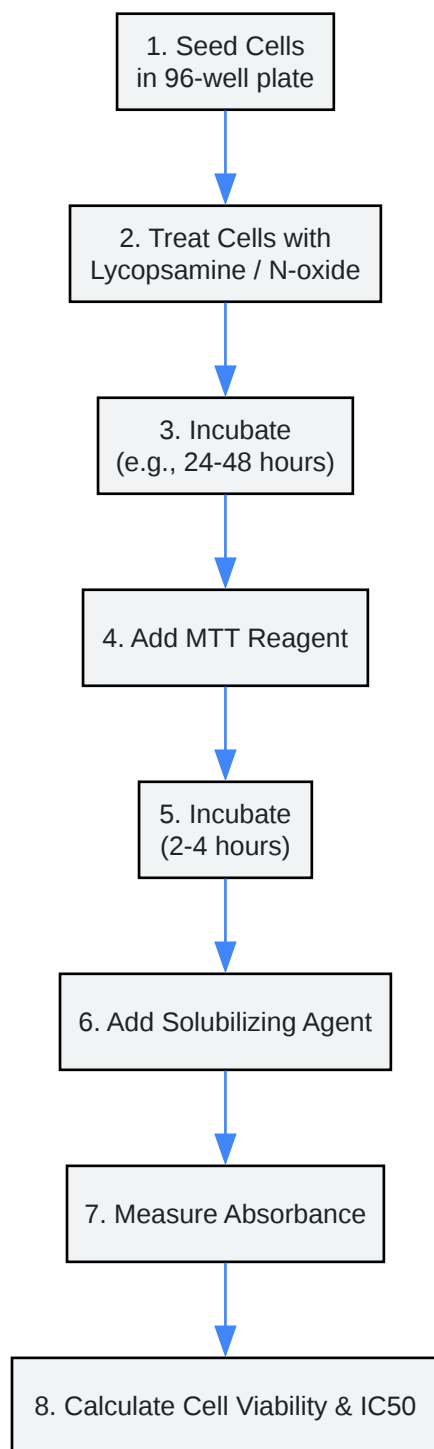 1. Seed Cells
in 96-well plate
2. Treat Cells with
Lycopsamine / N-oxide
3. Incubate
(e.g., 24-48 hours)
4. Add MTT Reagent
5. Incubate
(2-4 hours)
6. Add Solubilizing Agent
7. Measure Absorbance
8. Calculate Cell Viability & IC50